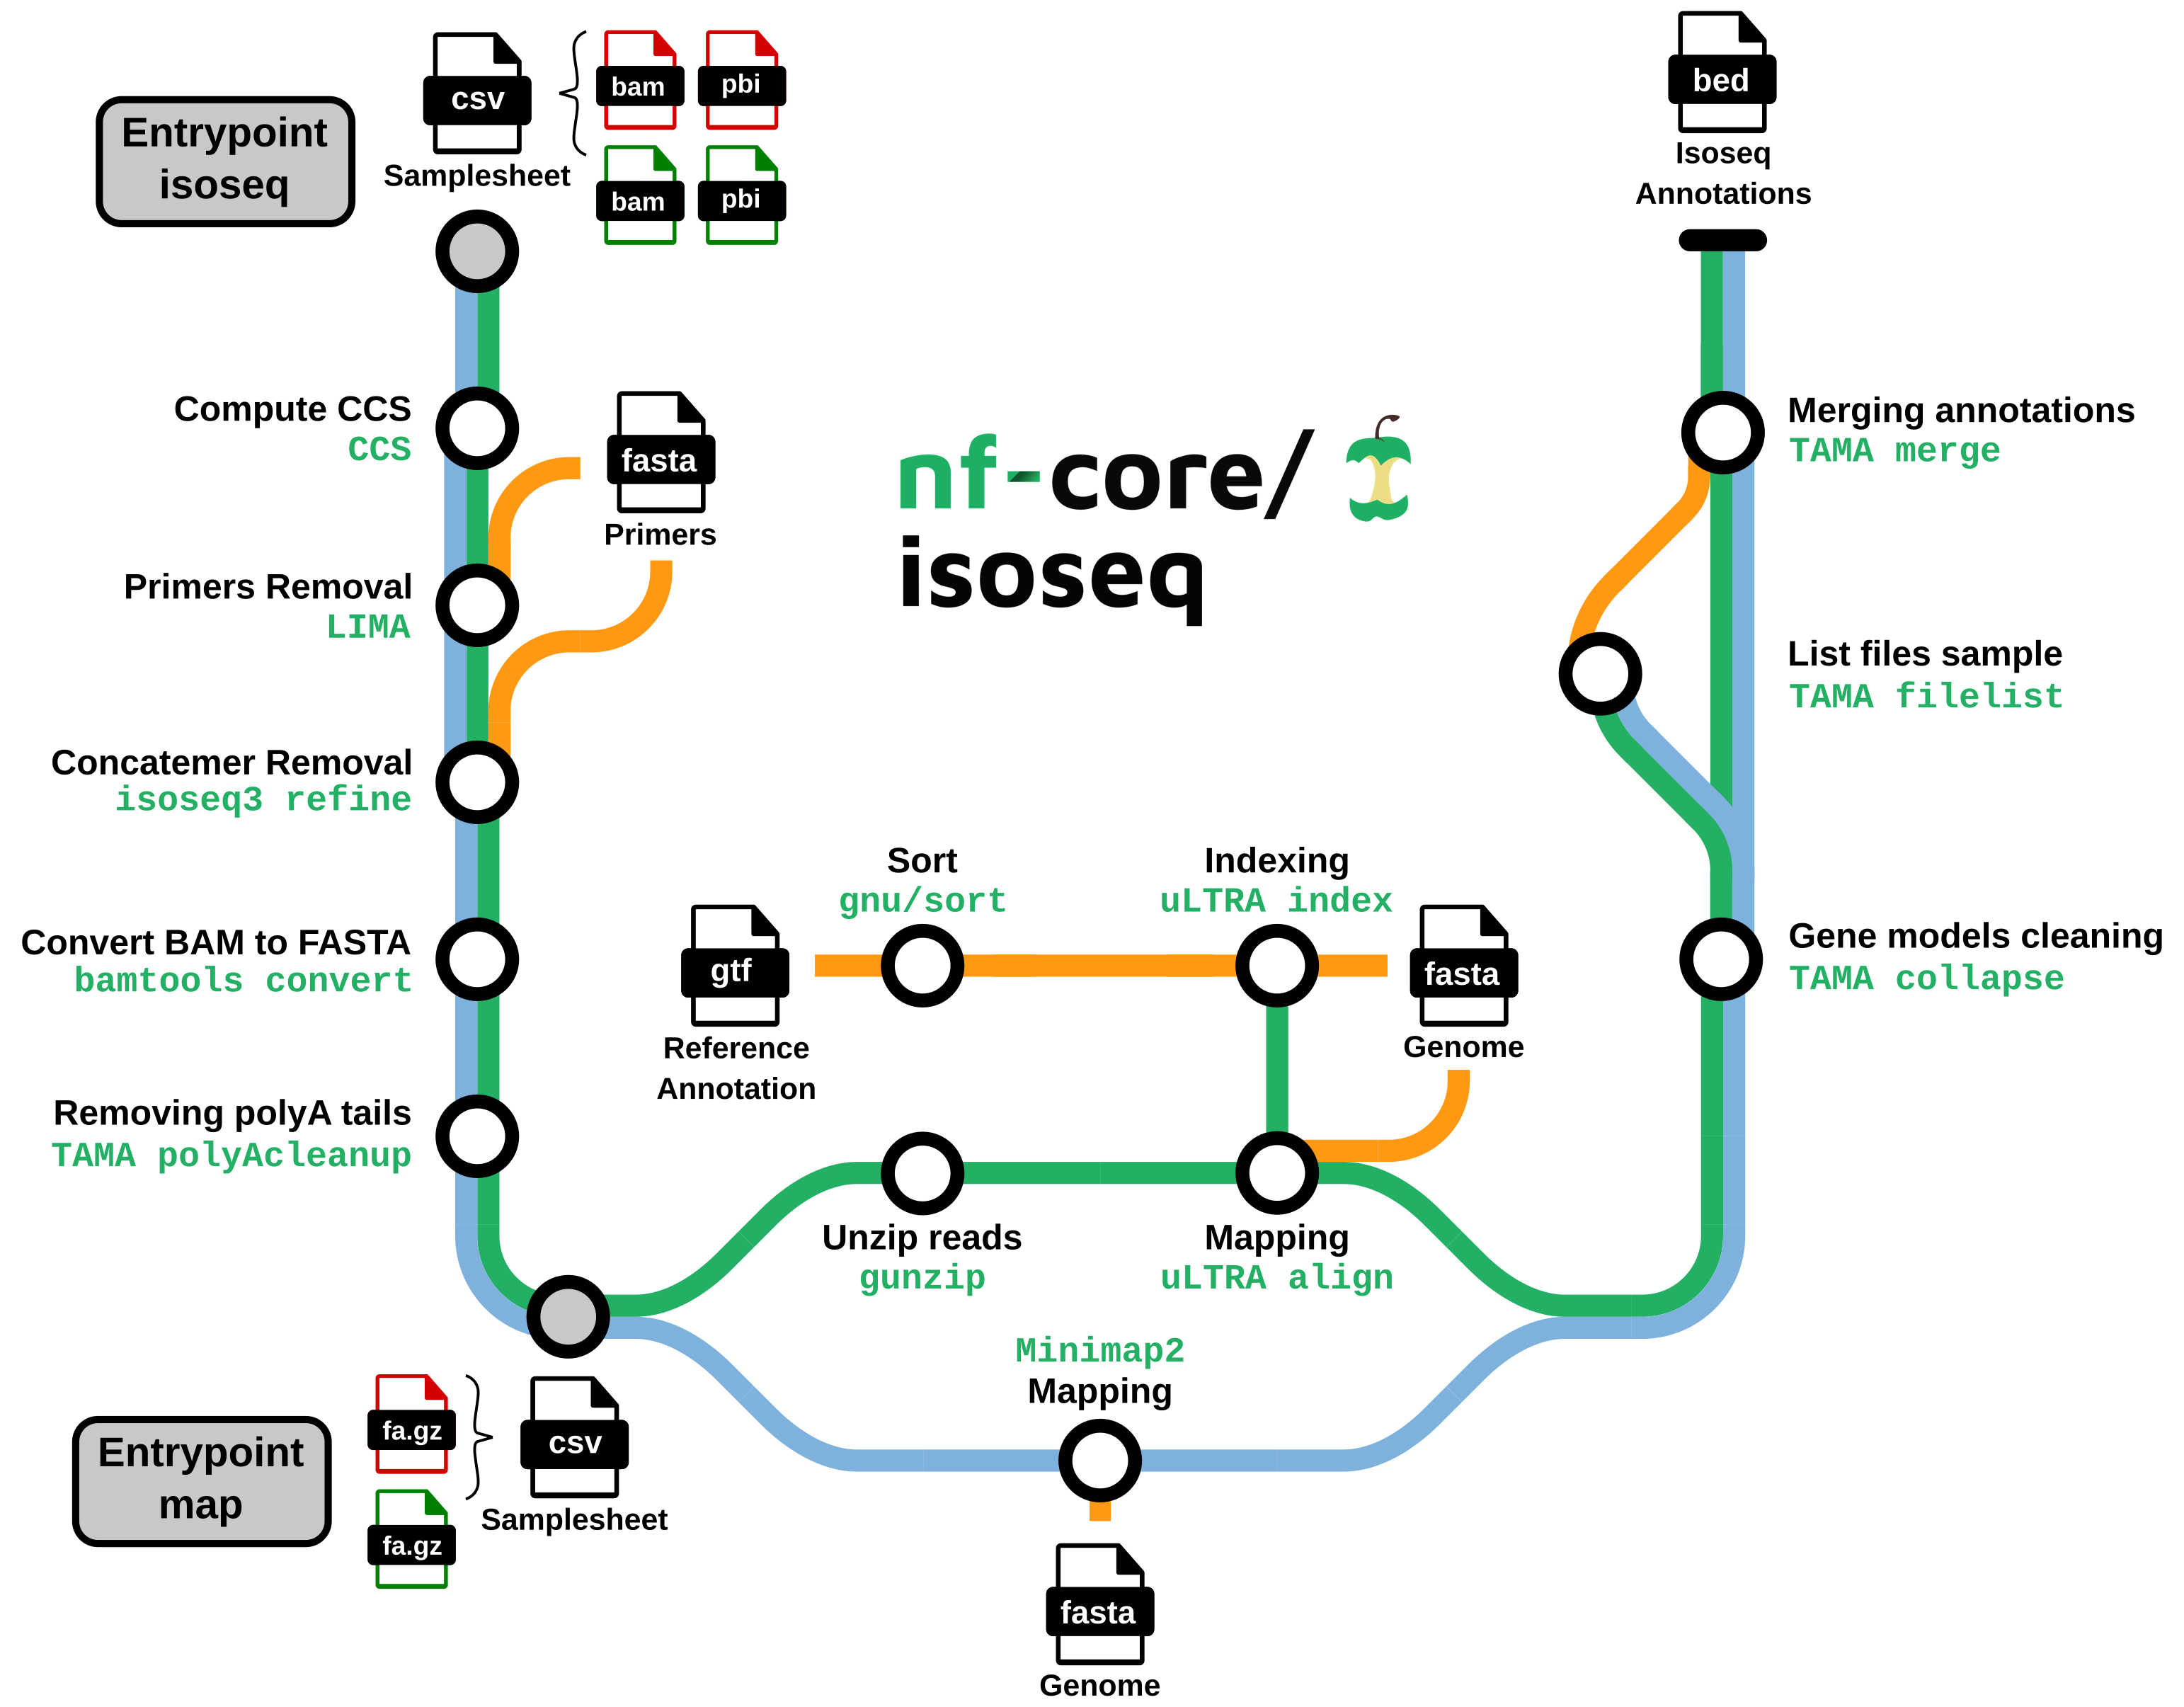 Entrypoint
isoseq
csv
Samplesheet
bam
pbi
bam
pbi
bed
Isoseq
Annotations
Compute CCS
CCS
fasta
Primers
Primers Removal
LIMA
Concatemer Removal
isoseq3 refine
Convert BAM to FASTA
bamtools convert
Removing polyA tails
TAMA polyAcleanup
nf-core/
isoseq
Merging annotations
TAMA merge
List files sample
TAMA filelist
Gene models cleaning
TAMA collapse
Sort
gnu/sort
Indexing
uLTRA index
gtf
Reference
Annotation
fasta
Genome
Unzip reads
gunzip
Mapping
uLTRA align
Minimap2
Mapping
fasta
Genome
Entrypoint
map
fa.gz
fa.gz
csv
Samplesheet